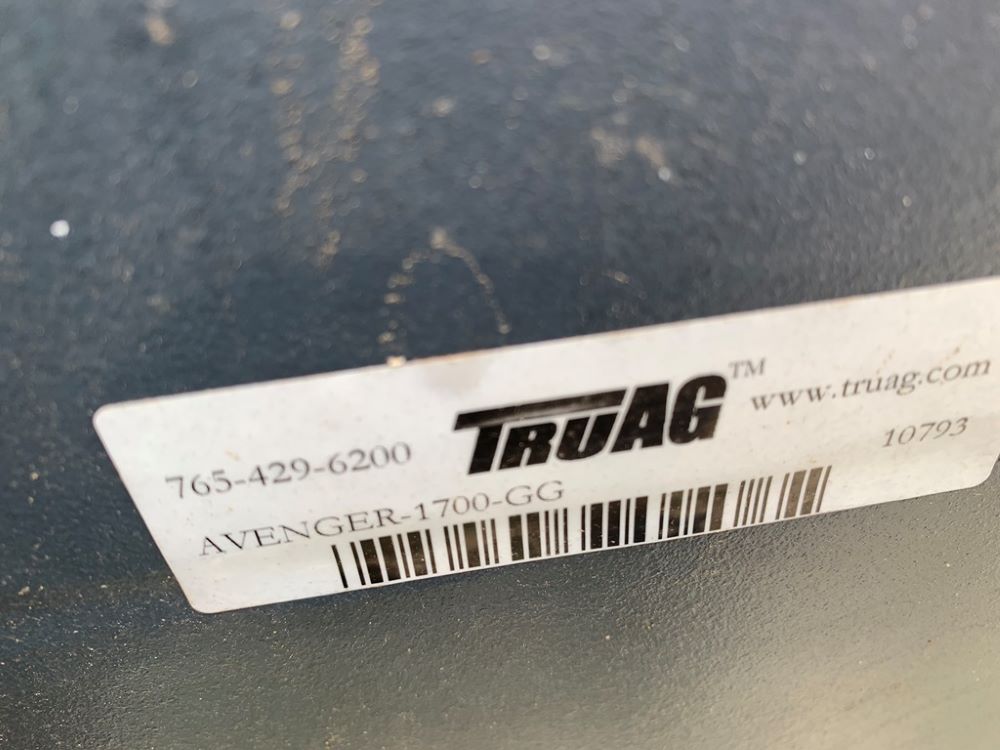 765-429-6200 TRUAG™ www.truag.com
AVENGER-1700-GG 10793